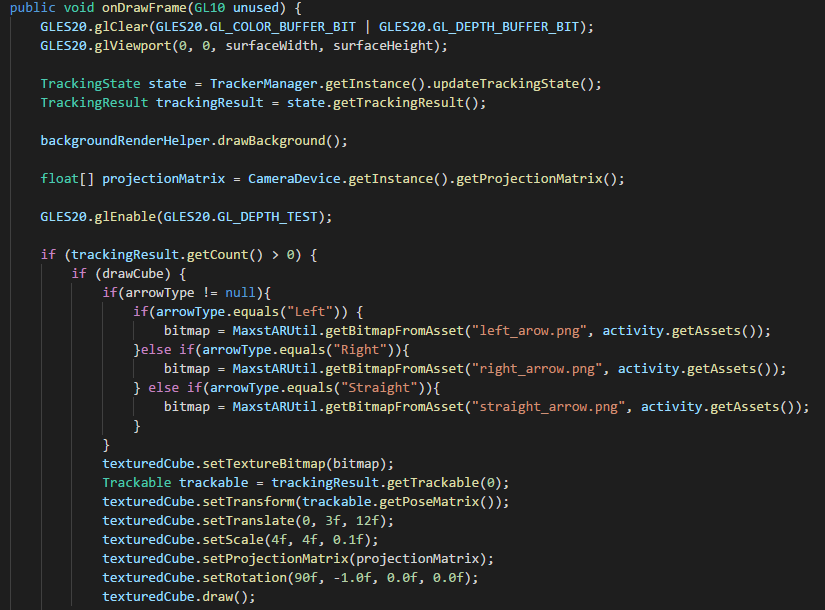 public void onDrawFrame(GL10 unused) {
GLES20.glClear(GLES20.GL_COLOR_BUFFER_BIT | GLES20.GL_DEPTH_BUFFER_BIT);
GLES20.glViewport(0, 0, surfaceWidth, surfaceHeight);
TrackingState state = TrackerManager.getInstance().updateTrackingState();
TrackingResult trackingResult = state.getTrackingResult();
backgroundRenderHelper.drawBackground();
float[] projectionMatrix = CameraDevice.getInstance().getProjectionMatrix();
GLES20.glEnable(GLES20.GL_DEPTH_TEST);
if (trackingResult.getCount() > 0) {
if (drawCube) {
if(arrowType != null){
if(arrowType.equals("Left")) {
bitmap = MaxstARUtil.getBitmapFromAsset("left_arow.png", activity.getAssets());
}else if(arrowType.equals("Right")){
bitmap = MaxstARUtil.getBitmapFromAsset("right_arrow.png", activity.getAssets());
} else if(arrowType.equals("Straight")){
bitmap = MaxstARUtil.getBitmapFromAsset("straight_arrow.png", activity.getAssets());
}
}
texturedCube.setTextureBitmap(bitmap);
Trackable trackable = trackingResult.getTrackable(0);
texturedCube.setTransform(trackable.getPoseMatrix());
texturedCube.setTranslate(0, 3f, 12f);
texturedCube.setScale(4f, 4f, 0.1f);
texturedCube.setProjectionMatrix(projectionMatrix);
texturedCube.setRotation(90f, -1.0f, 0.0f, 0.0f);
texturedCube.draw();